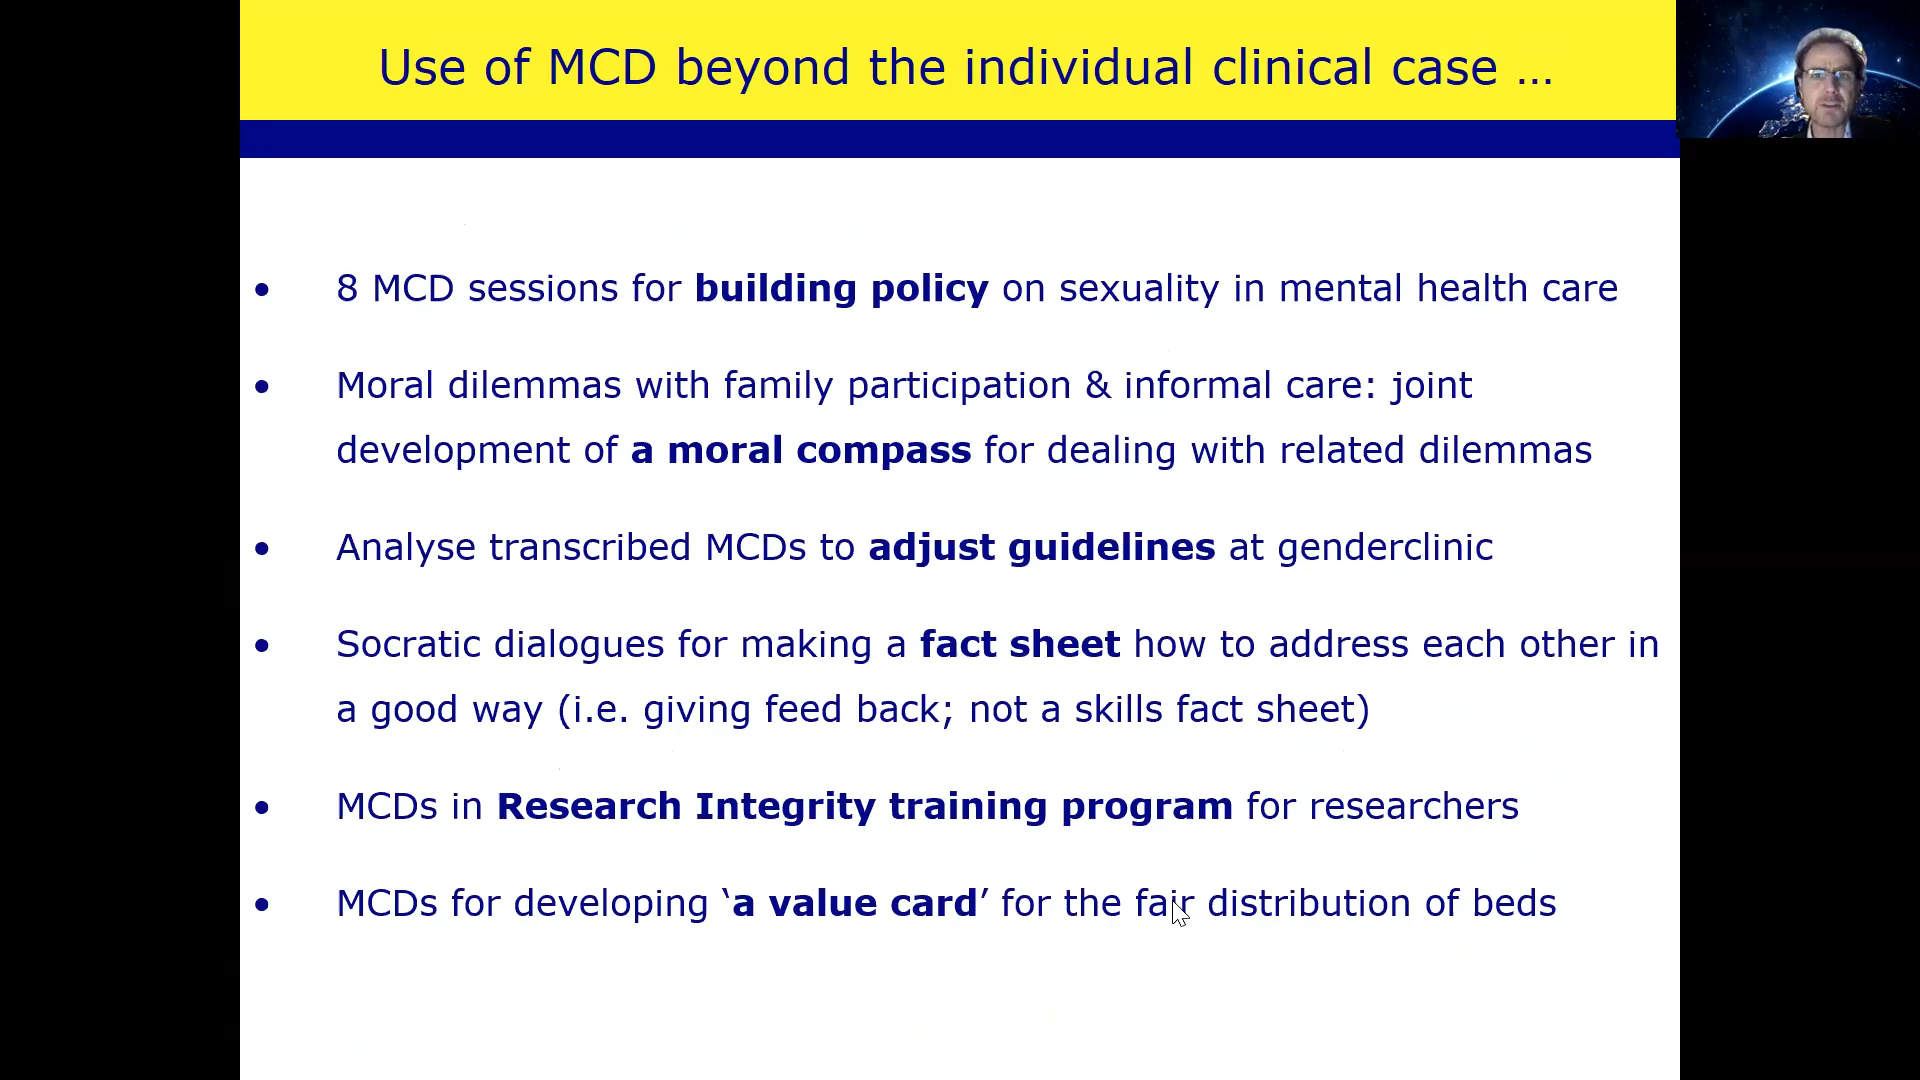 Use of MCD beyond the individual clinical case ...
• 8 MCD sessions for building policy on sexuality in mental health care
• Moral dilemmas with family participation & informal care: joint
development of a moral compass for dealing with related dilemmas
• Analyse transcribed MCDs to adjust guidelines at genderclinic
• Socratic dialogues for making a fact sheet how to address each other in
a good way (i.e. giving feed back; not a skills fact sheet)
• MCDs in Research Integrity training program for researchers
• MCDs for developing ‘a value card’ for the fair distribution of beds